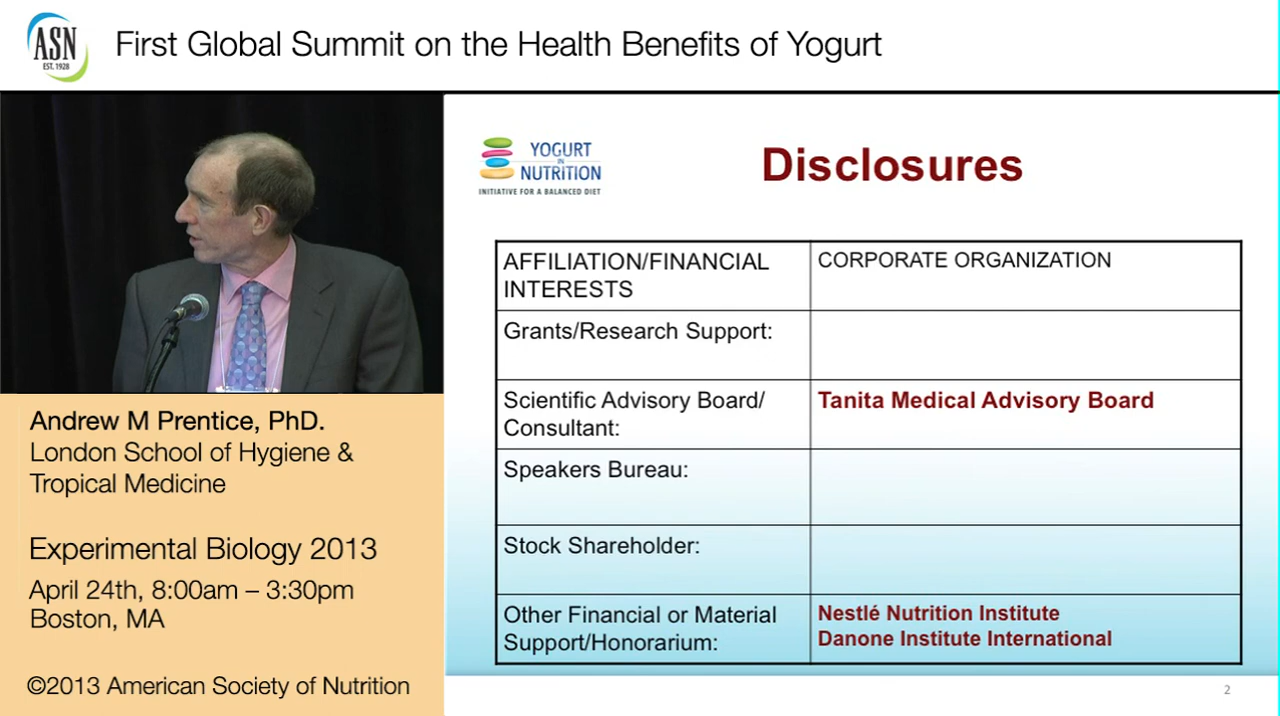 ASN
EST. 1928
First Global Summit on the Health Benefits of Yogurt
Andrew M Prentice, PhD.
London School of Hygiene &
Tropical Medicine
Experimental Biology 2013
April 24th, 8:00am – 3:30pm
Boston, MA
©2013 American Society of Nutrition
YOGURT
IN
NUTRITION
INITIATIVE FOR A BALANCED DIET
Disclosures
AFFILIATION/FINANCIAL
INTERESTS
CORPORATE ORGANIZATION
Grants/Research Support:
Scientific Advisory Board/
Consultant:
Tanita Medical Advisory Board
Speakers Bureau:
Stock Shareholder:
Other Financial or Material
Support/Honorarium:
Nestlé Nutrition Institute
Danone Institute International
2